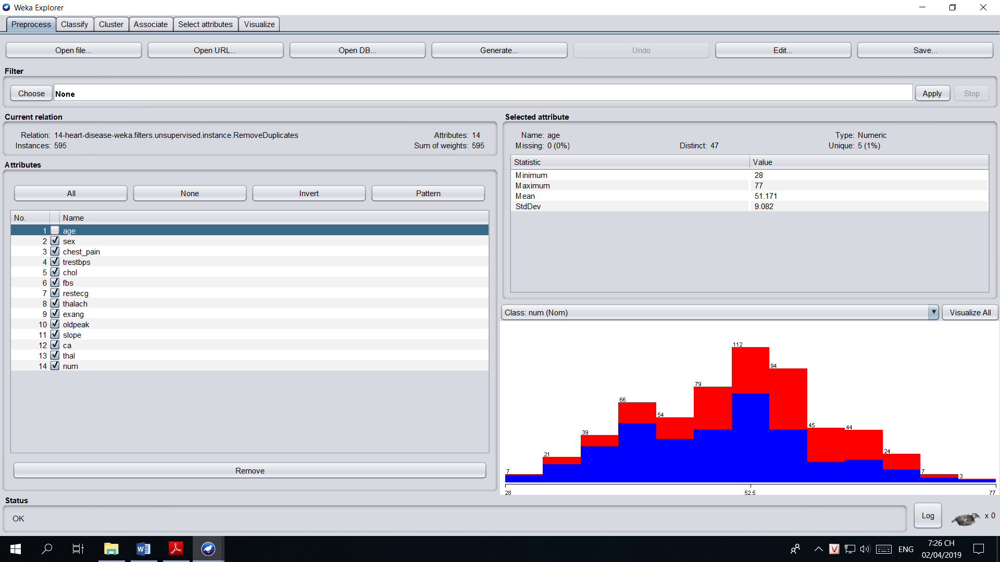 Weka Explorer
Preprocess Classify Cluster Associate Select attributes Visualize
Open file... Open URL... Open DB... Generate... Undo Edit... Save...
Filter
Choose None Apply Stop
Current relation
Relation: 14-heart-disease-weka.filters.unsupervised.instance.RemoveDuplicates Attributes: 14
Instances: 595 Sum of weights: 595
Attributes
All None Invert Pattern
No. Name
1 age
2 sex
3 chest_pain
4 trestbps
5 chol
6 fbs
7 restecg
8 thalach
9 exang
10 oldpeak
11 slope
12 ca
13 thal
14 num
Remove
Selected attribute
Name: age Type: Numeric
Missing: 0 (0%) Distinct: 47 Unique: 5 (1%)
Statistic Value
Minimum 28
Maximum 77
Mean 51.171
StdDev 9.082
Class: num (Nom) Visualize All
7 21 39 66 54 79 112 94 45 44 24 7 3
28 52.5 77
Status
OK
Log x 0
ENG 7:26 CH
02/04/2019